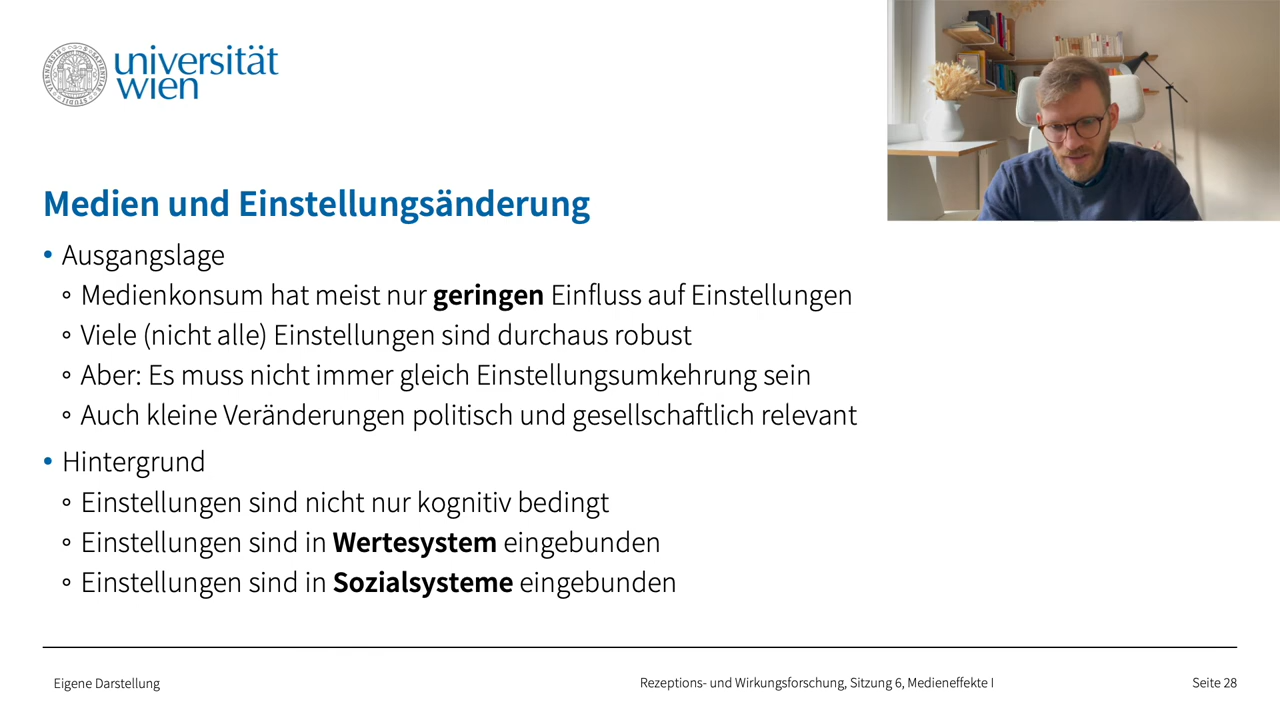 universität
wien
Medien und Einstellungsänderung
• Ausgangslage
◦ Medienkonsum hat meist nur geringen Einfluss auf Einstellungen
◦ Viele (nicht alle) Einstellungen sind durchaus robust
◦ Aber: Es muss nicht immer gleich Einstellungsumkehrung sein
◦ Auch kleine Veränderungen politisch und gesellschaftlich relevant
• Hintergrund
◦ Einstellungen sind nicht nur kognitiv bedingt
◦ Einstellungen sind in Wertesystem eingebunden
◦ Einstellungen sind in Sozialsysteme eingebunden
Eigene Darstellung
Rezeptions- und Wirkungsforschung, Sitzung 6, Medieneffekte I
Seite 28